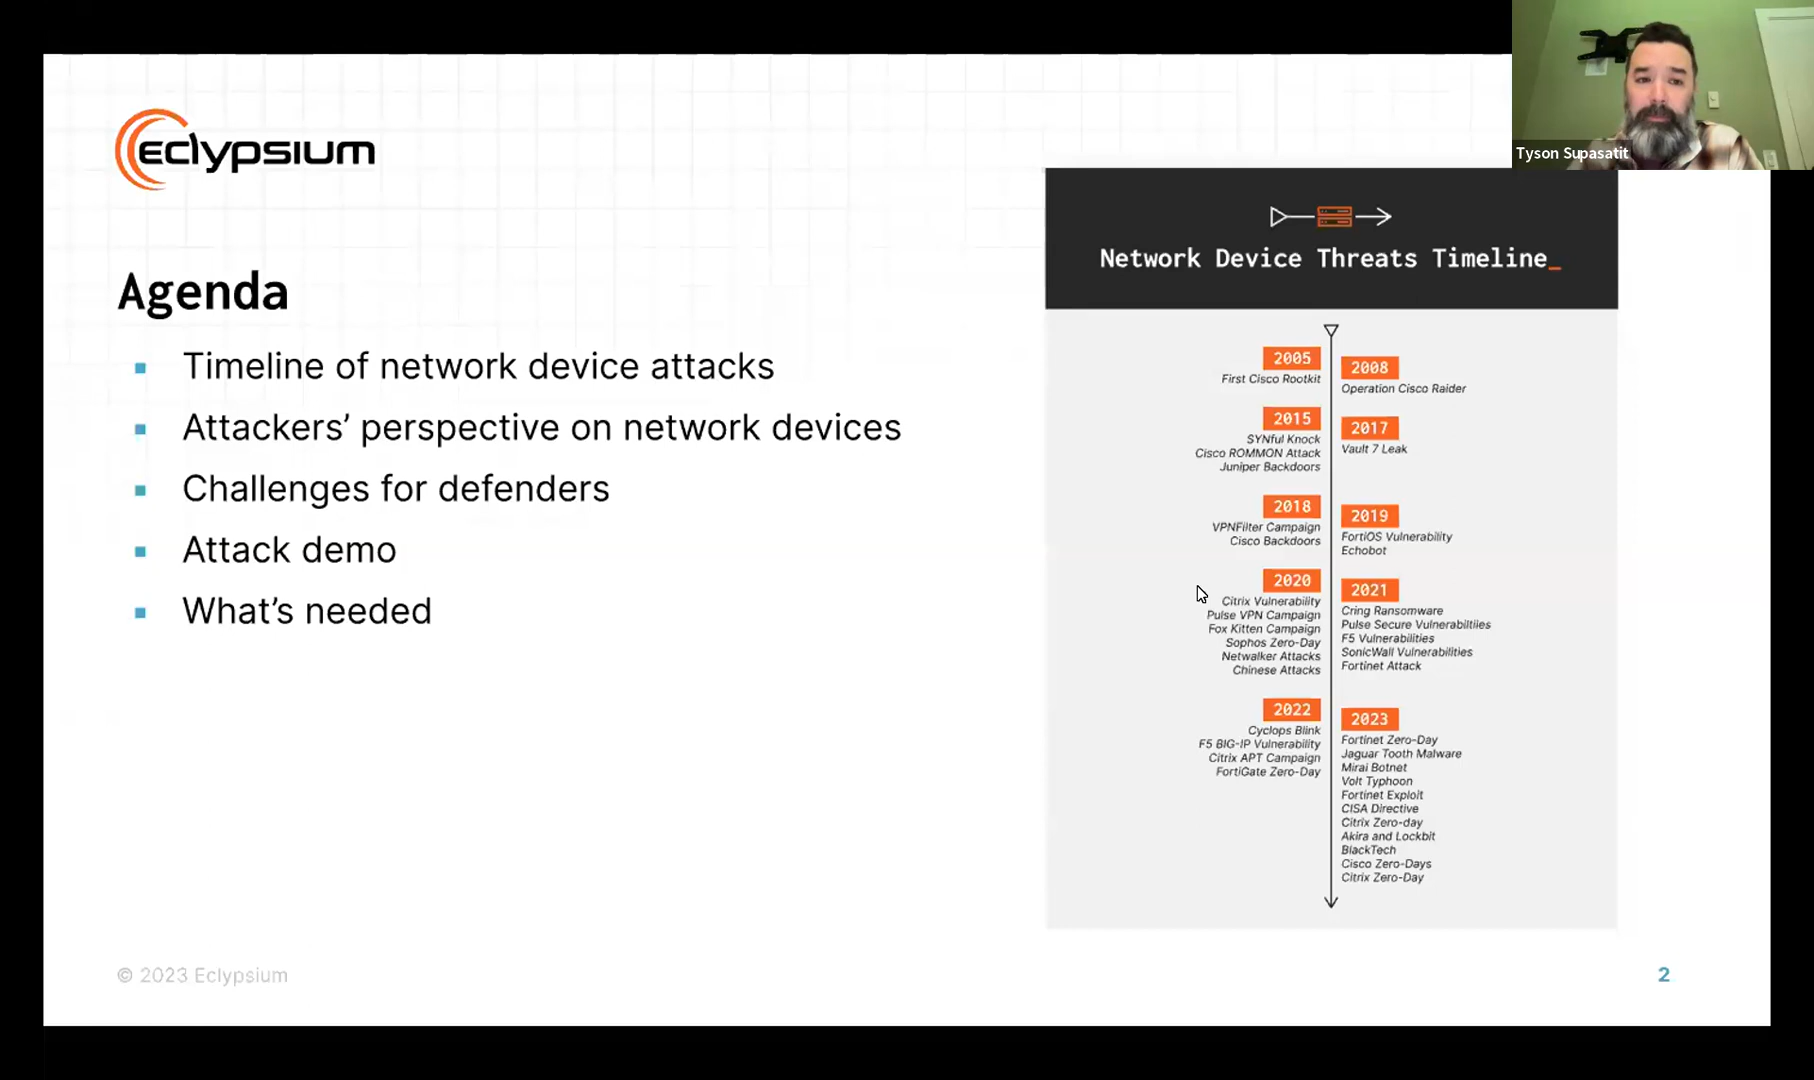 Tyson Supasatit
Eclypsium
Agenda
Timeline of network device attacks
Attackers’ perspective on network devices
Challenges for defenders
Attack demo
What’s needed
Network Device Threats Timeline_
2005
First Cisco Rootkit
2008
Operation Cisco Raider
2015
SYNful Knock
Cisco ROMMON Attack
Juniper Backdoors
2017
Vault 7 Leak
2018
VPNFilter Campaign
Cisco Backdoors
2019
FortiOS Vulnerability
Echobot
2020
Citrix Vulnerability
Pulse VPN Campaign
Fox Kitten Campaign
Sophos Zero-Day
Netwalker Attacks
Chinese Attacks
2021
Cring Ransomware
Pulse Secure Vulnerabiltiies
F5 Vulnerabilities
SonicWall Vulnerabilities
Fortinet Attack
2022
Cyclops Blink
F5 BIG-IP Vulnerability
Citrix APT Campaign
FortiGate Zero-Day
2023
Fortinet Zero-Day
Jaguar Tooth Malware
Mirai Botnet
Volt Typhoon
Fortinet Exploit
CISA Directive
Citrix Zero-day
Akira and Lockbit
BlackTech
Cisco Zero-Days
Citrix Zero-Day
© 2023 Eclypsium
2